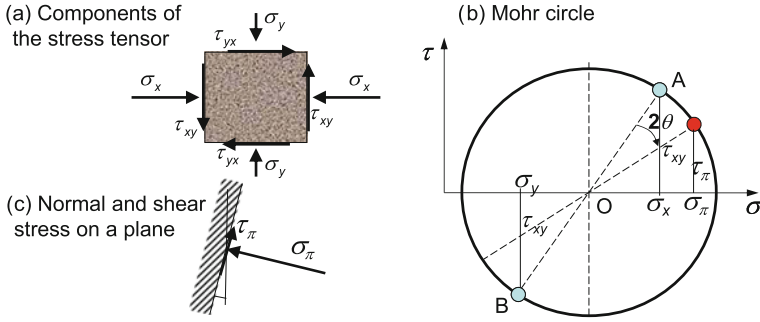 (a) Components of the stress tensor
σy
τyx
σx
σx
τxy
τxy
τyx
σy
(c) Normal and shear stress on a plane
τπ
σπ
(b) Mohr circle
τ
A
2θ
τxy
τπ
σy
O
σx
σπ
σ
τxy
B